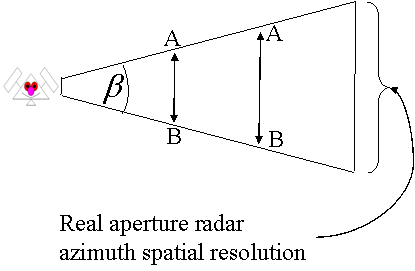 A
A
β
B
B
Real aperture radar
azimuth spatial resolution